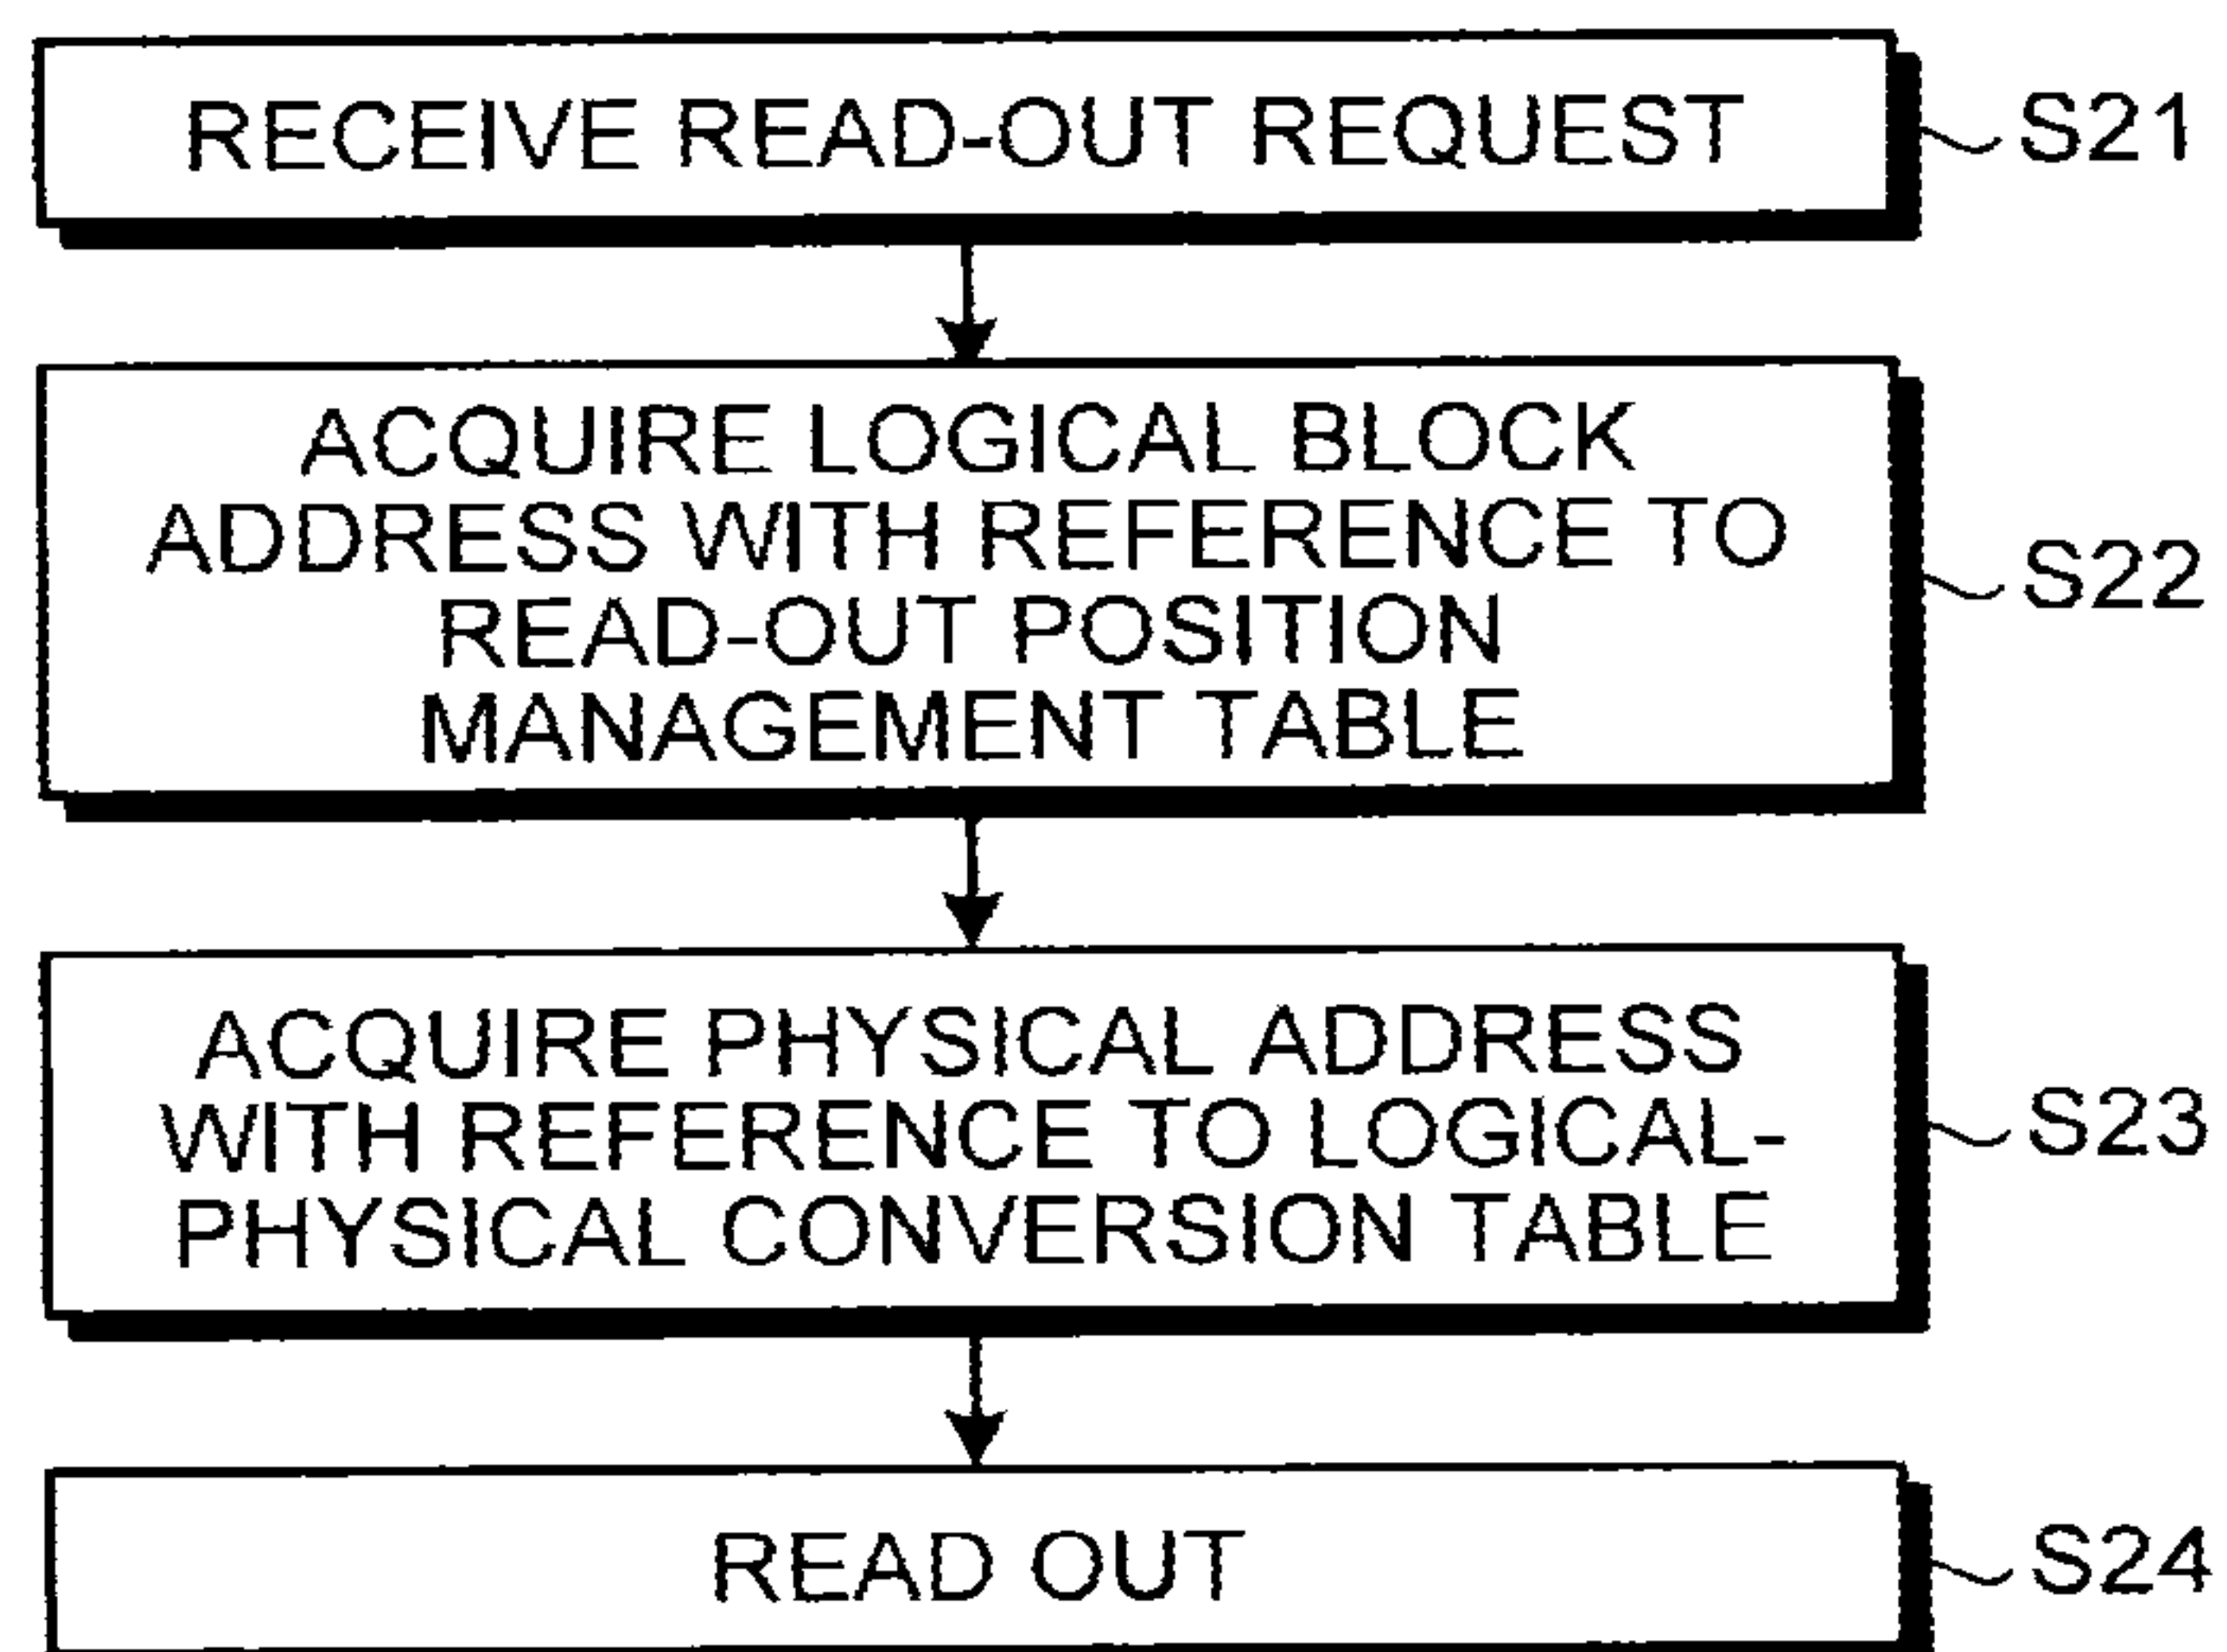 RECEIVE READ-OUT REQUEST
S21
ACQUIRE LOGICAL BLOCK
ADDRESS WITH REFERENCE TO
READ-OUT POSITION
MANAGEMENT TABLE
S22
ACQUIRE PHYSICAL ADDRESS
WITH REFERENCE TO LOGICAL-
PHYSICAL CONVERSION TABLE
S23
READ OUT
S24